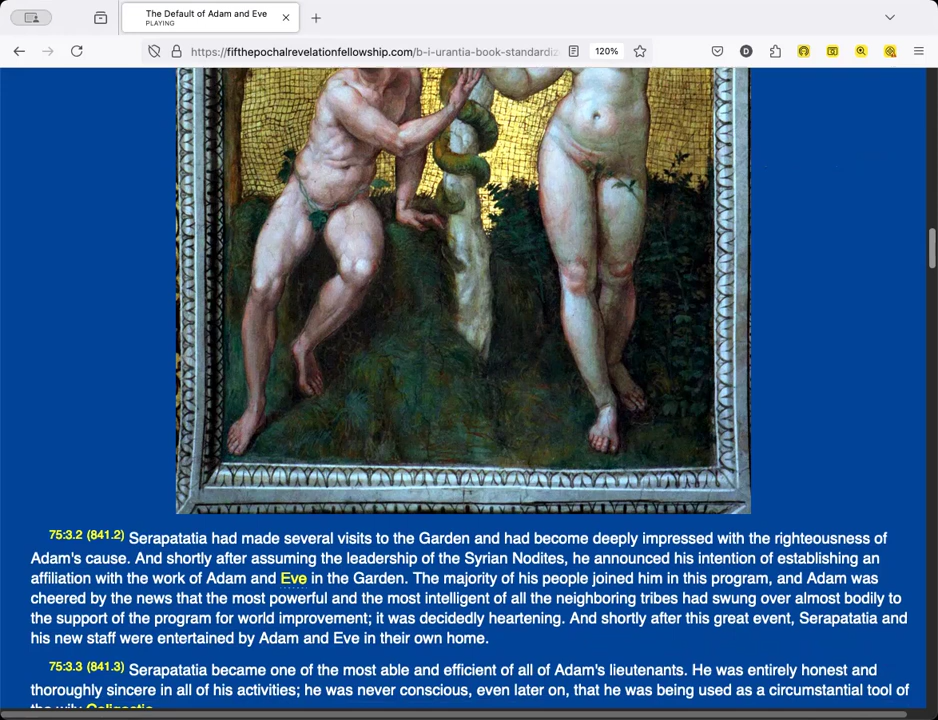 The Default of Adam and Eve
PLAYING
https://fifthepochalrevelationfellowship.com/b-i-urantia-book-standardiz
120%
D
75:3.2 (841.2) Serapatatia had made several visits to the Garden and had become deeply impressed with the righteousness of
Adam's cause. And shortly after assuming the leadership of the Syrian Nodites, he announced his intention of establishing an
affiliation with the work of Adam and Eve in the Garden. The majority of his people joined him in this program, and Adam was
cheered by the news that the most powerful and the most intelligent of all the neighboring tribes had swung over almost bodily to
the support of the program for world improvement; it was decidedly heartening. And shortly after this great event, Serapatatia and
his new staff were entertained by Adam and Eve in their own home.
75:3.3 (841.3) Serapatatia became one of the most able and efficient of all of Adam's lieutenants. He was entirely honest and
thoroughly sincere in all of his activities; he was never conscious, even later on, that he was being used as a circumstantial tool of
the wily Caligastia.